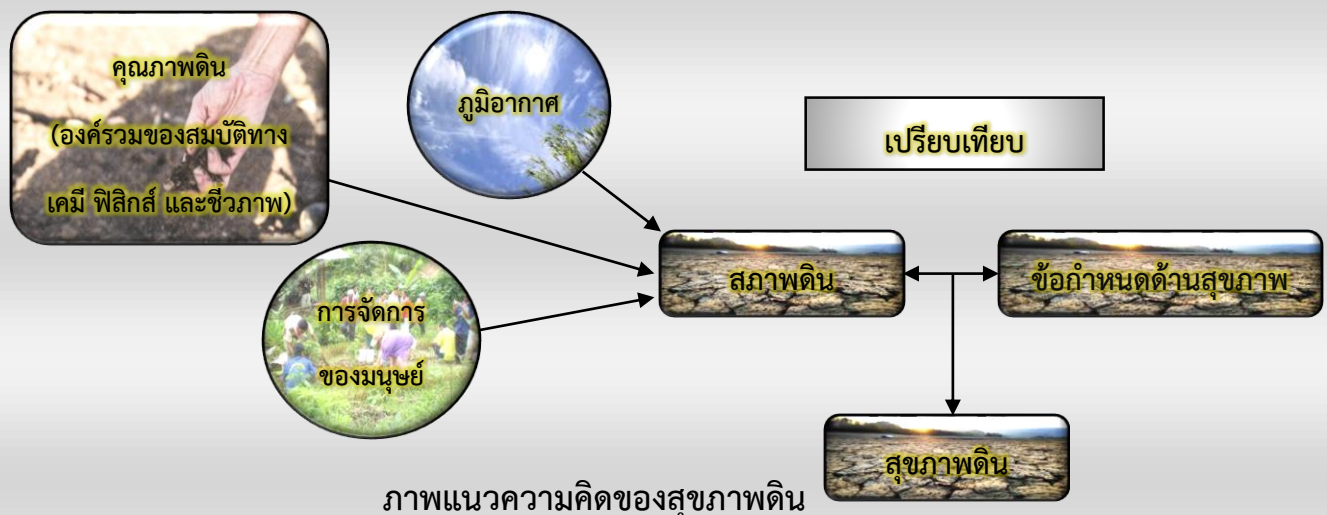 คุณภาพดิน
(องค์รวมของสมบัติทาง
เคมี ฟิสิกส์ และชีวภาพ)
ภูมิอากาศ
การจัดการ
ของมนุษย์
เปรียบเทียบ
สภาพดิน
ข้อกำหนดด้านสุขภาพ
สุขภาพดิน
ภาพแนวความคิดของสุขภาพดิน